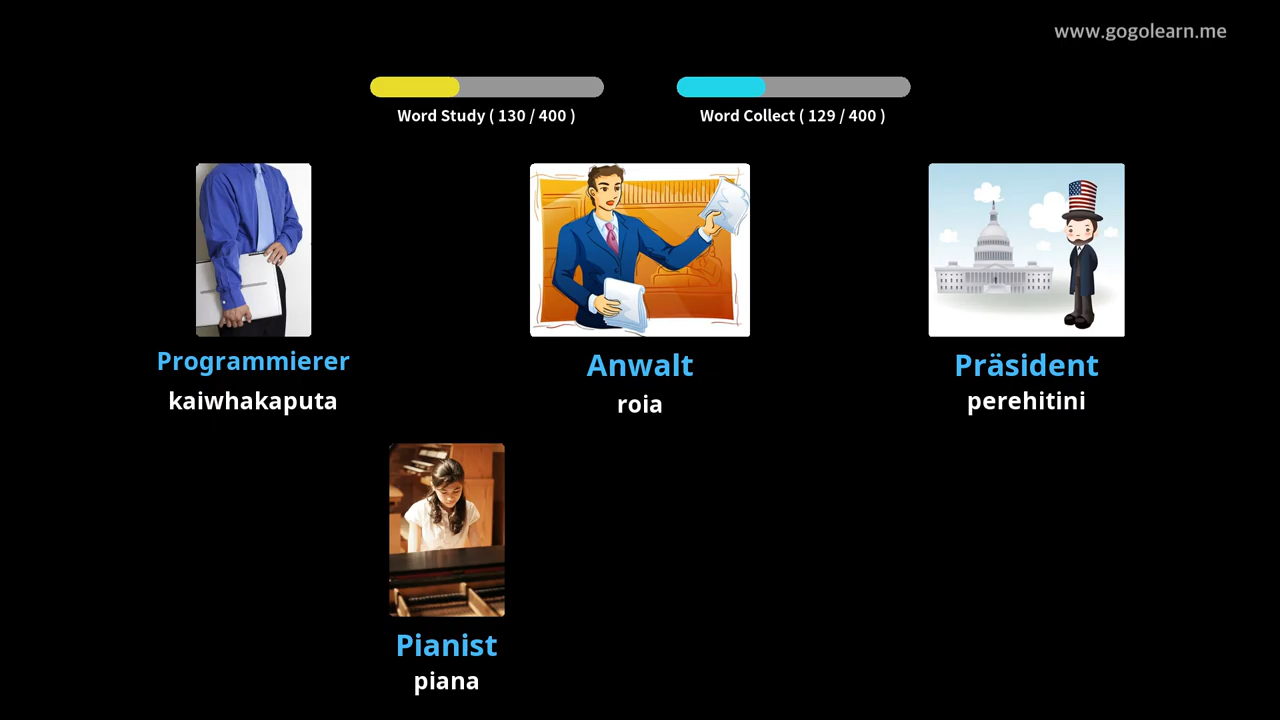 www.gogolearn.me
Word Study ( 130 / 400 )
Word Collect ( 129 / 400 )
Programmierer
kaiwhakaputa
Anwalt
roia
Präsident
perehitini
Pianist
piana